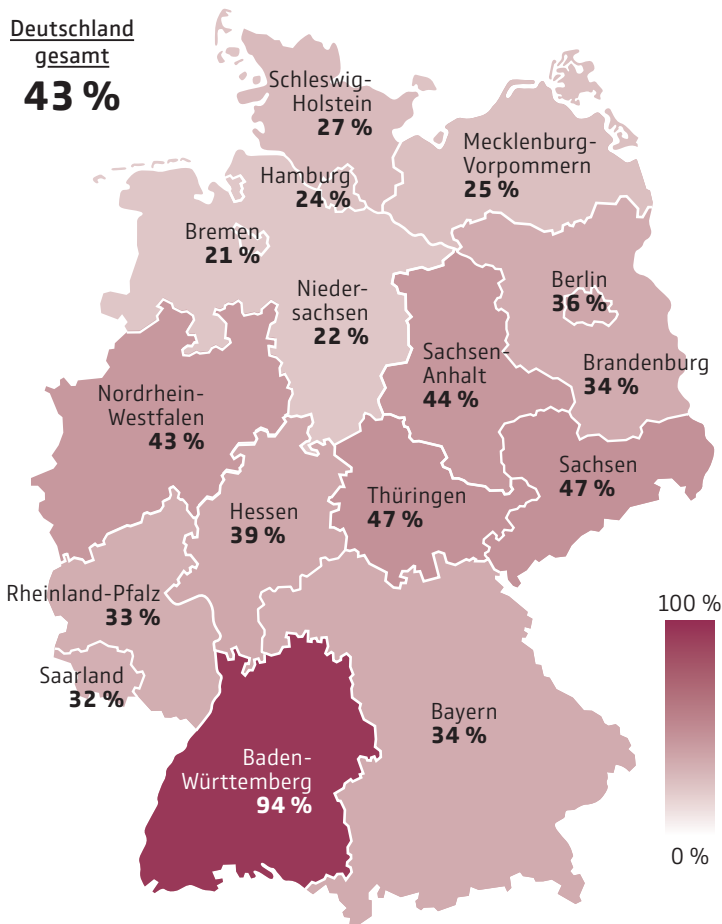 Deutschland
gesamt
43 %
Schleswig-
Holstein
27 %
Mecklenburg-
Vorpommern
25 %
Hamburg
24 %
Bremen
21 %
Nieder-
sachsen
22 %
Berlin
36 %
Brandenburg
34 %
Sachsen-
Anhalt
44 %
Nordrhein-
Westfalen
43 %
Sachsen
47 %
Thüringen
47 %
Hessen
39 %
Rheinland-Pfalz
33 %
Saarland
32 %
Bayern
34 %
Baden-
Württemberg
94 %
100 %
0 %